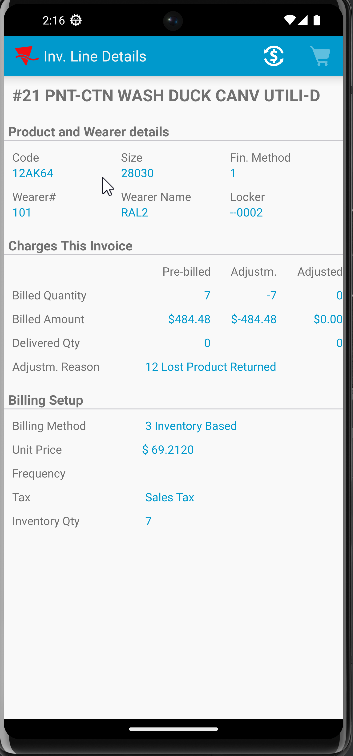 2:16
Inv. Line Details
#21 PNT-CTN WASH DUCK CANV UTILI-D
Product and Wearer details
Code Size Fin. Method
12AK64 28030 1
Wearer# Wearer Name Locker
101 RAL2 --0002
Charges This Invoice
Pre-billed Adjustm. Adjusted
Billed Quantity 7 -7 0
Billed Amount $484.48 $-484.48 $0.00
Delivered Qty 0 0
Adjustm. Reason 12 Lost Product Returned
Billing Setup
Billing Method 3 Inventory Based
Unit Price $ 69.2120
Frequency
Tax Sales Tax
Inventory Qty 7